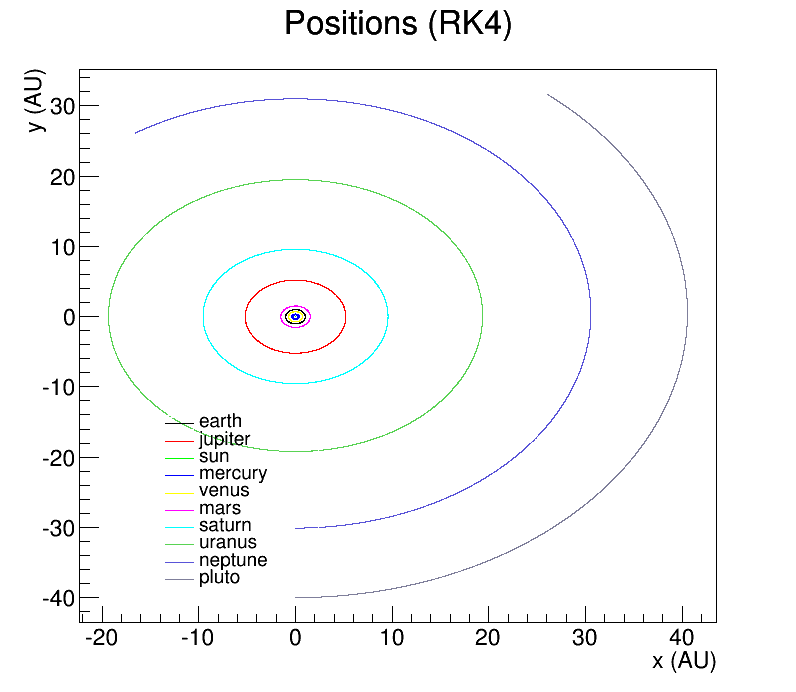 Positions (RK4)
y (AU)
30
20
10
0
-10
-20
-30
-40
earth
jupiter
sun
mercury
venus
mars
saturn
uranus
neptune
pluto
-20 -10 0 10 20 30 40
x (AU)